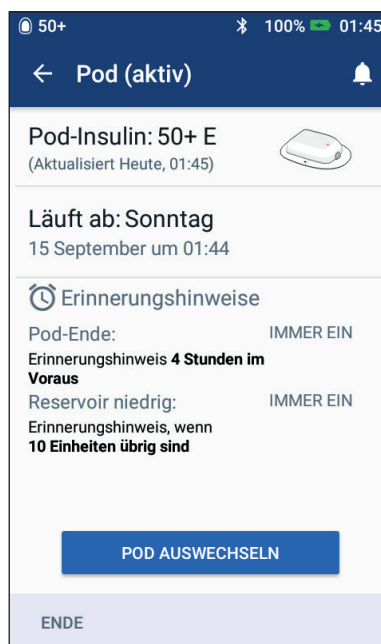 50+ 100% 01:45
Pod (aktiv)
Pod-Insulin: 50+ E
(Aktualisiert Heute, 01:45)
Läuft ab: Sonntag
15 September um 01:44
Erinnerungshinweise
Pod-Ende: IMMER EIN
Erinnerungshinweis 4 Stunden im
Voraus
Reservoir niedrig: IMMER EIN
Erinnerungshinweis, wenn
10 Einheiten übrig sind
POD AUSWECHSELN
ENDE